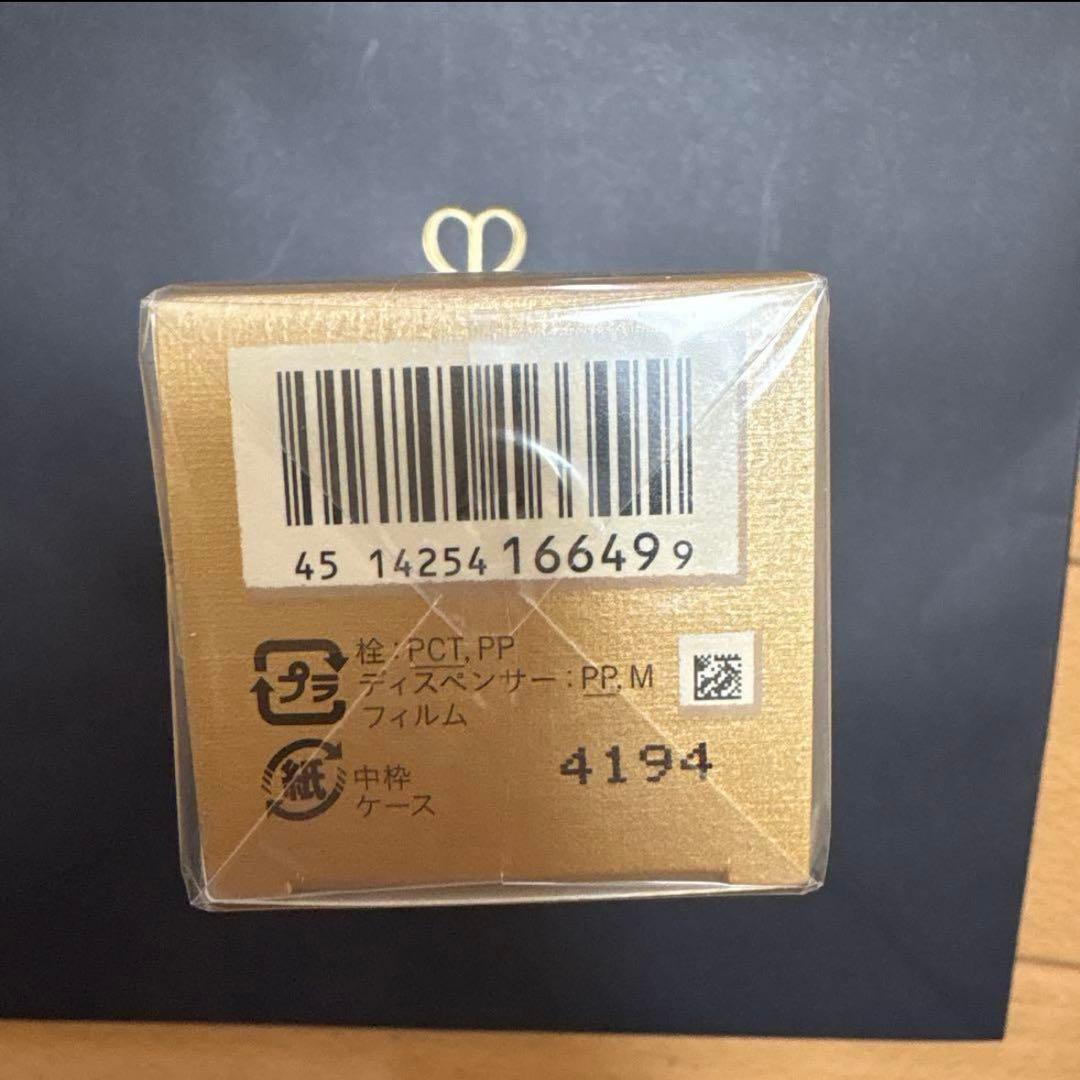 45 14254 16649 9
プラ
栓：PCT, PP
ディスペンサー：PP, M
フィルム
4194
紙
中枠
ケース